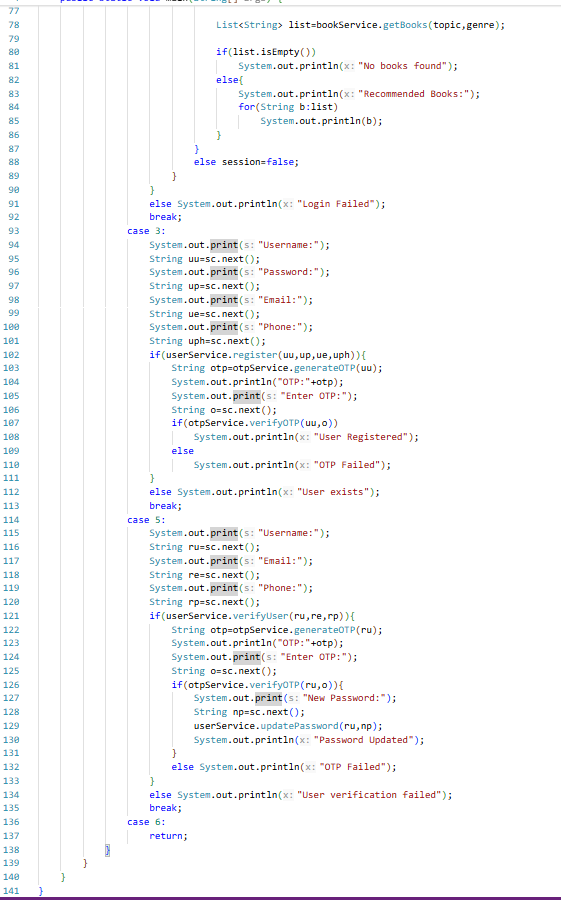 77
78 List<String> list=bookService.getBooks(topic,genre);
79
80 if(list.isEmpty())
81 System.out.println(x: "No books found");
82 else{
83 System.out.println(x: "Recommended Books:");
84 for(String b:list)
85 System.out.println(b);
86 }
87 }
88 else session=false;
89 }
90 }
91 else System.out.println(x: "Login Failed");
92 break;
93 case 3:
94 System.out.print(s: "Username:");
95 String uu=sc.next();
96 System.out.print(s: "Password:");
97 String up=sc.next();
98 System.out.print(s: "Email:");
99 String ue=sc.next();
100 System.out.print(s: "Phone:");
101 String uph=sc.next();
102 if(userService.register(uu,up,ue,uph)){
103 String otp=otpService.generateOTP(uu);
104 System.out.println("OTP:"+otp);
105 System.out.print(s: "Enter OTP:");
106 String o=sc.next();
107 if(otpService.verifyOTP(uu,o))
108 System.out.println(x: "User Registered");
109 else
110 System.out.println(x: "OTP Failed");
111 }
112 else System.out.println(x: "User exists");
113 break;
114 case 5:
115 System.out.print(s: "Username:");
116 String ru=sc.next();
117 System.out.print(s: "Email:");
118 String re=sc.next();
119 System.out.print(s: "Phone:");
120 String rp=sc.next();
121 if(userService.verifyUser(ru,re,rp)){
122 String otp=otpService.generateOTP(ru);
123 System.out.println("OTP:"+otp);
124 System.out.print(s: "Enter OTP:");
125 String o=sc.next();
126 if(otpService.verifyOTP(ru,o)){
127 System.out.print(s: "New Password:");
128 String np=sc.next();
129 userService.updatePassword(ru,np);
130 System.out.println(x: "Password Updated");
131 }
132 else System.out.println(x: "OTP Failed");
133 }
134 else System.out.println(x: "User verification failed");
135 break;
136 case 6:
137 return;
138 }
139 }
140 }
141 }